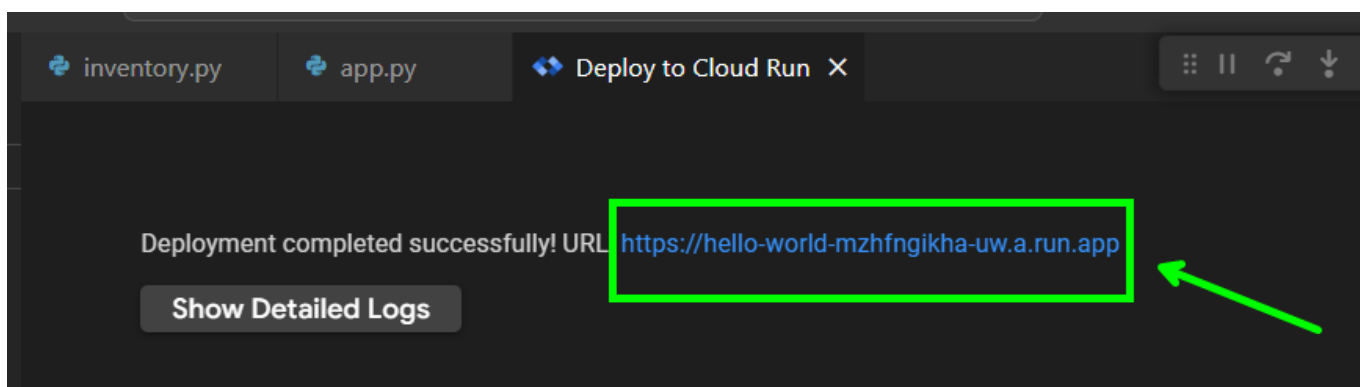 inventory.py app.py Deploy to Cloud Run
Deployment completed successfully! URL https://hello-world-mzhfngikha-uw.a.run.app
Show Detailed Logs